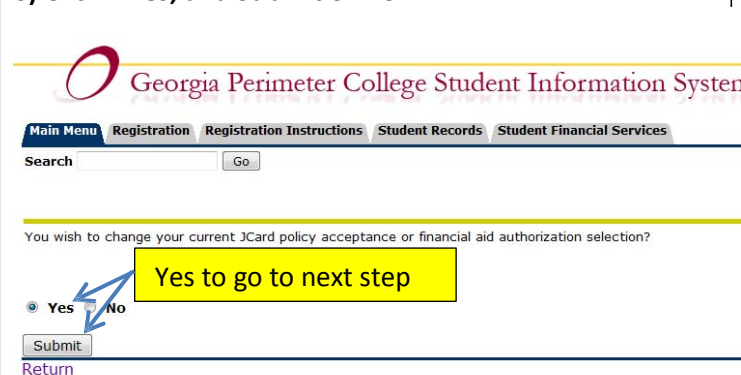 Georgia Perimeter College Student Information System
Main Menu Registration Registration Instructions Student Records Student Financial Services
Search Go
You wish to change your current JCard policy acceptance or financial aid authorization selection?
Yes to go to next step
Yes No
Submit
Return